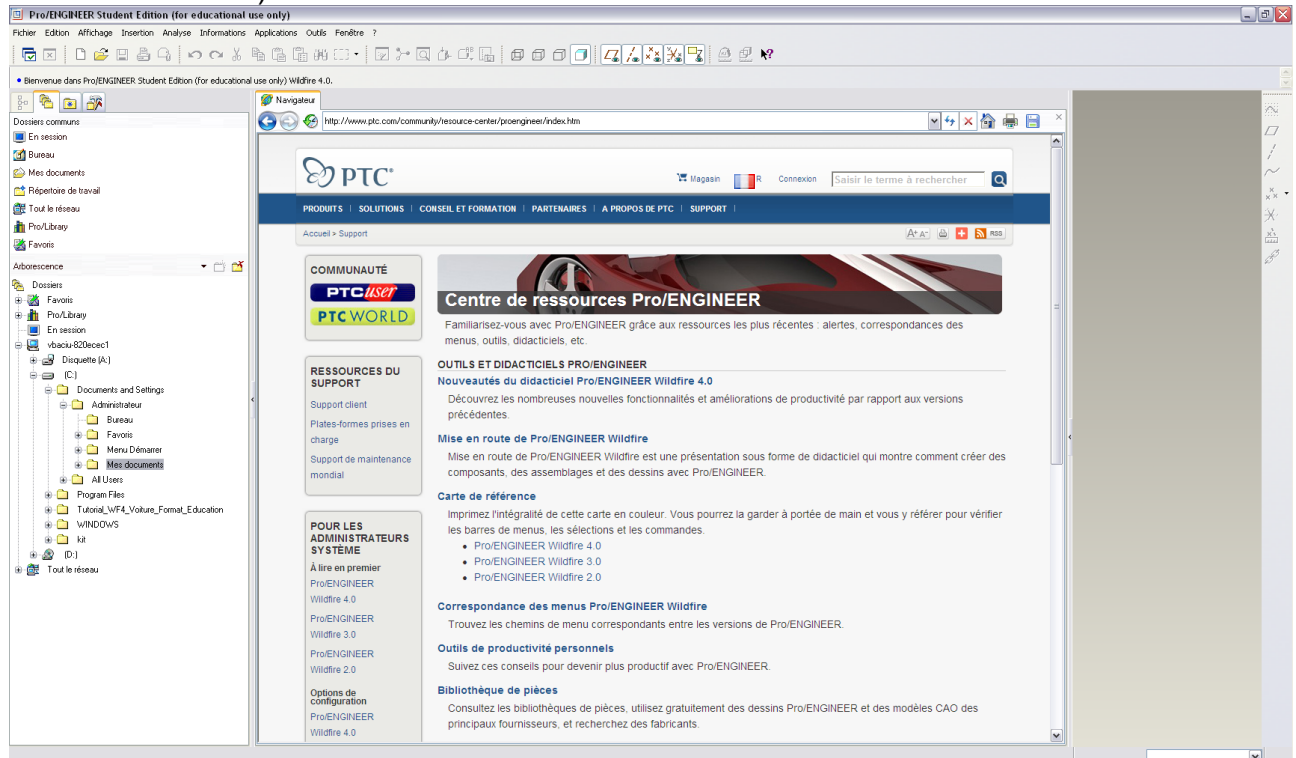 Pro/ENGINEER Student Edition (for educational use only)
Fichier Edition Affichage Insertion Analyse Informations Applications Outils Fenêtre ?
Bienvenue dans Pro/ENGINEER Student Edition (for educational use only) Wildfire 4.0.
Navigateur
Dossiers communs
En session
Bureau
Mes documents
Répertoire de travail
Tout le réseau
Pro/Library
Favoris
Arborescence
Dossiers
Favoris
Pro/Library
En session
vbaciu-820ecec1
Disquette (A:)
(C:)
Documents and Settings
Administrateur
Bureau
Favoris
Menu Démarrer
Mes documents
All Users
Program Files
Tutorial_WF4_Voiture_Format_Education
WINDOWS
kit
(D:)
Tout le réseau
http://www.ptc.com/community/resource-center/proengineer/index.htm
PTC
Magasin FR Connexion Saisir le terme à rechercher
PRODUITS | SOLUTIONS | CONSEIL ET FORMATION | PARTENAIRES | A PROPOS DE PTC | SUPPORT |
Accueil > Support
A+ A- RSS
COMMUNAUTÉ
PTCuser
PTC WORLD
RESSOURCES DU
SUPPORT
Support client
Plates-formes prises en
charge
Support de maintenance
mondial
POUR LES
ADMINISTRATEURS
SYSTÈME
À lire en premier
Pro/ENGINEER
Wildfire 4.0
Pro/ENGINEER
Wildfire 3.0
Pro/ENGINEER
Wildfire 2.0
Options de
configuration
Pro/ENGINEER
Wildfire 4.0
Centre de ressources Pro/ENGINEER
Familiarisez-vous avec Pro/ENGINEER grâce aux ressources les plus récentes : alertes, correspondances des
menus, outils, didacticiels, etc.
OUTILS ET DIDACTICIELS PRO/ENGINEER
Nouveautés du didacticiel Pro/ENGINEER Wildfire 4.0
Découvrez les nombreuses nouvelles fonctionnalités et améliorations de productivité par rapport aux versions
précédentes.
Mise en route de Pro/ENGINEER Wildfire
Mise en route de Pro/ENGINEER Wildfire est une présentation sous forme de didacticiel qui montre comment créer des
composants, des assemblages et des dessins avec Pro/ENGINEER.
Carte de référence
Imprimez l'intégralité de cette carte en couleur. Vous pourrez la garder à portée de main et vous y référer pour vérifier
les barres de menus, les sélections et les commandes.
Pro/ENGINEER Wildfire 4.0
Pro/ENGINEER Wildfire 3.0
Pro/ENGINEER Wildfire 2.0
Correspondance des menus Pro/ENGINEER Wildfire
Trouvez les chemins de menu correspondants entre les versions de Pro/ENGINEER.
Outils de productivité personnels
Suivez ces conseils pour devenir plus productif avec Pro/ENGINEER.
Bibliothèque de pièces
Consultez les bibliothèques de pièces, utilisez gratuitement des dessins Pro/ENGINEER et des modèles CAO des
principaux fournisseurs, et recherchez des fabricants.